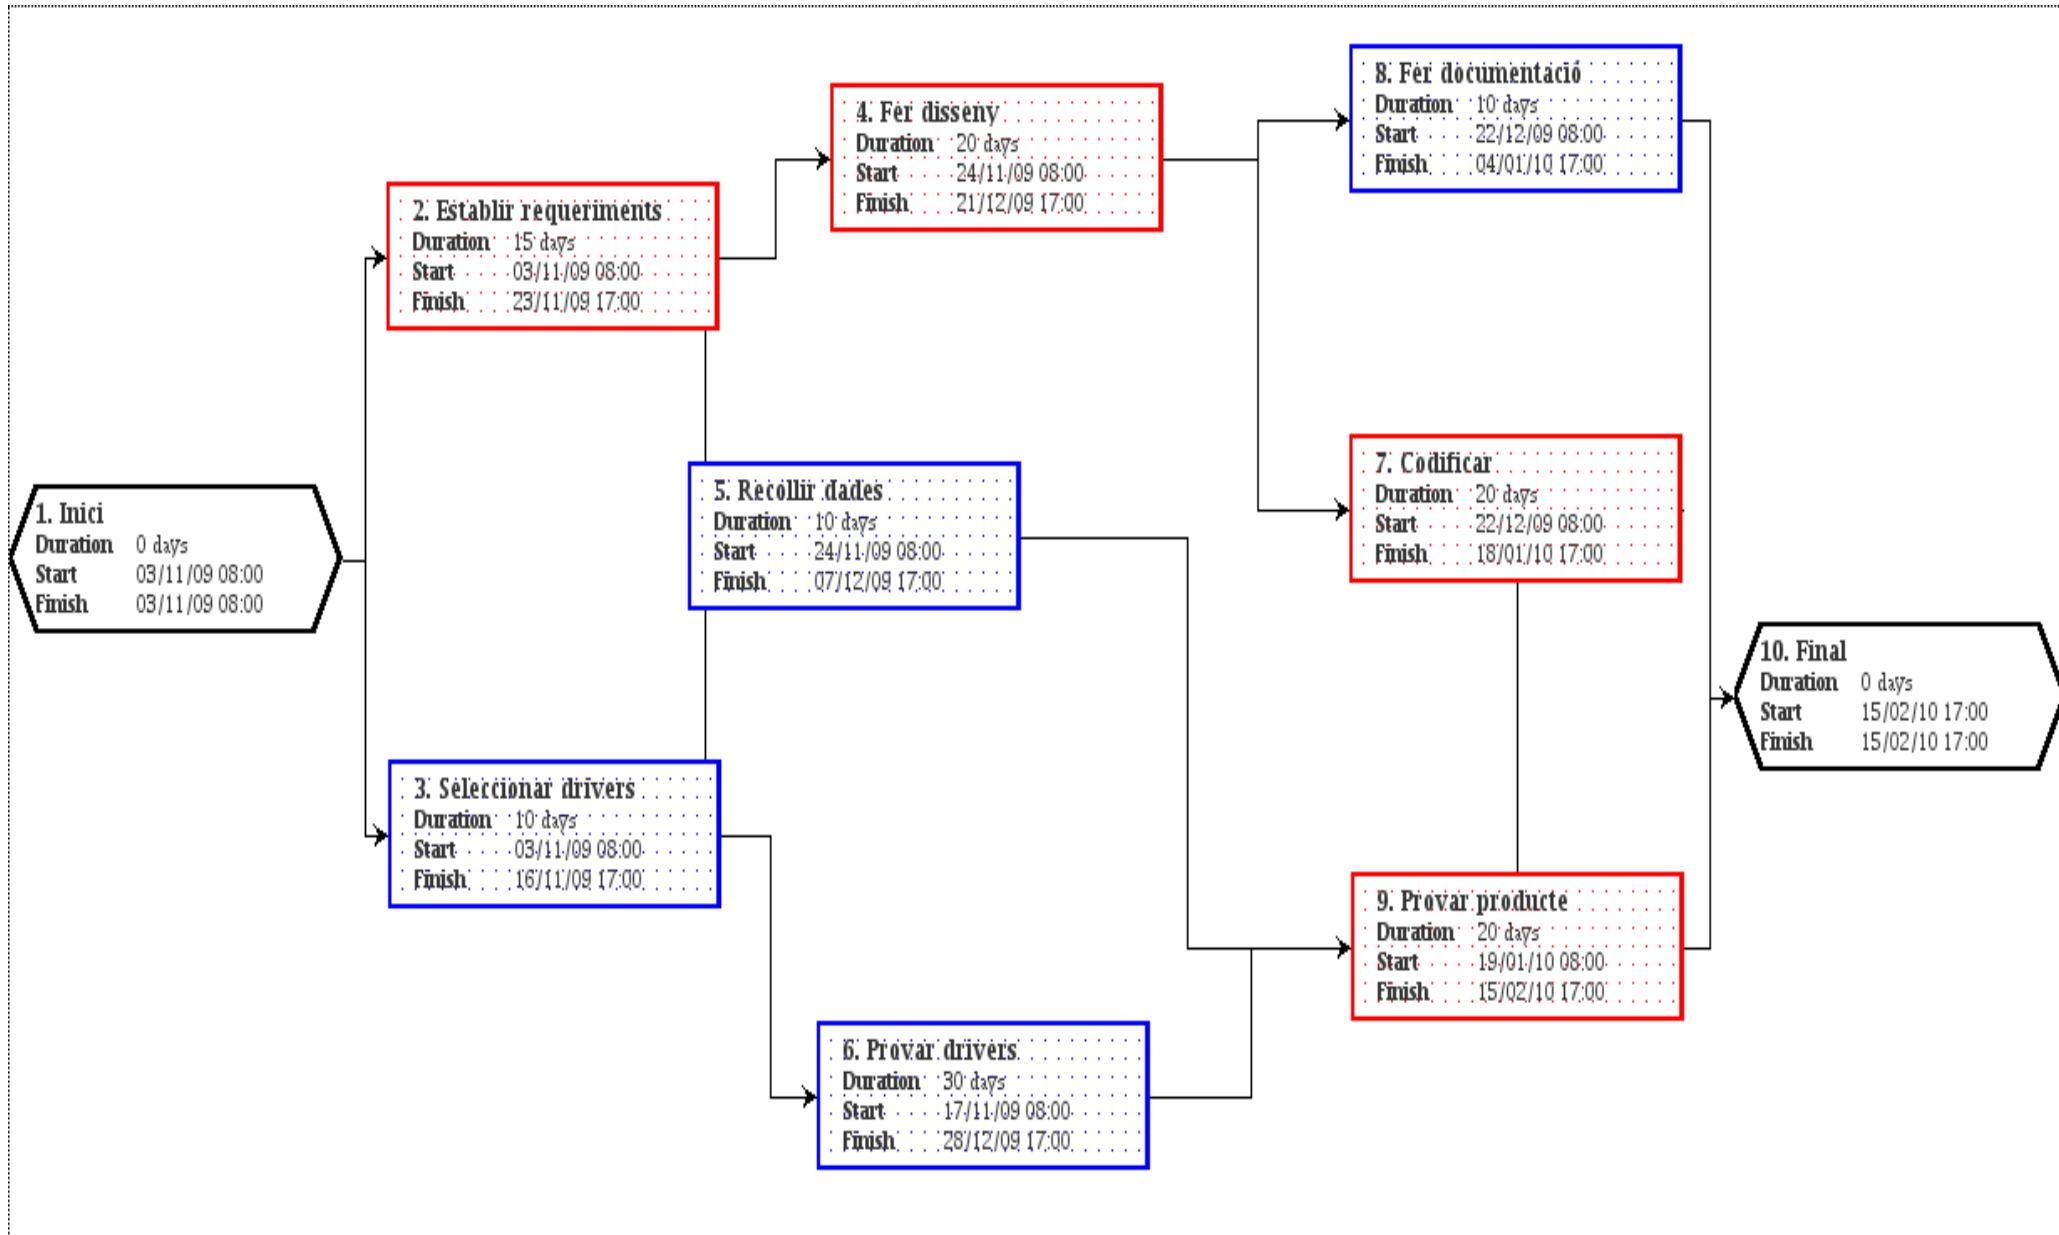 1. Inici
Duration 0 days
Start 03/11/09 08:00
Finish 03/11/09 08:00
2. Establir requeriments
Duration 15 days
Start 03/11/09 08:00
Finish 23/11/09 17:00
3. Seleccionar drivers
Duration 10 days
Start 03/11/09 08:00
Finish 16/11/09 17:00
4. Fer disseny
Duration 20 days
Start 24/11/09 08:00
Finish 21/12/09 17:00
5. Recollir dades
Duration 10 days
Start 24/11/09 08:00
Finish 07/12/09 17:00
6. Provar drivers
Duration 30 days
Start 17/11/09 08:00
Finish 28/12/09 17:00
8. Fer documentació
Duration 10 days
Start 22/12/09 08:00
Finish 04/01/10 17:00
7. Codificar
Duration 20 days
Start 22/12/09 08:00
Finish 18/01/10 17:00
9. Provar producte
Duration 20 days
Start 19/01/10 08:00
Finish 15/02/10 17:00
10. Final
Duration 0 days
Start 15/02/10 17:00
Finish 15/02/10 17:00